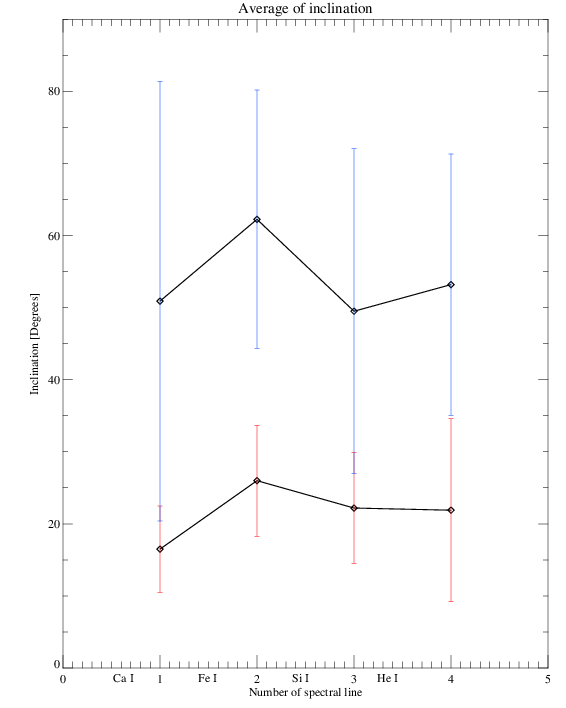 Average of inclination
80
60
40
20
0
Inclination [Degrees]
0 Ca I 1 Fe I 2 Si I 3 He I 4 5
Number of spectral line